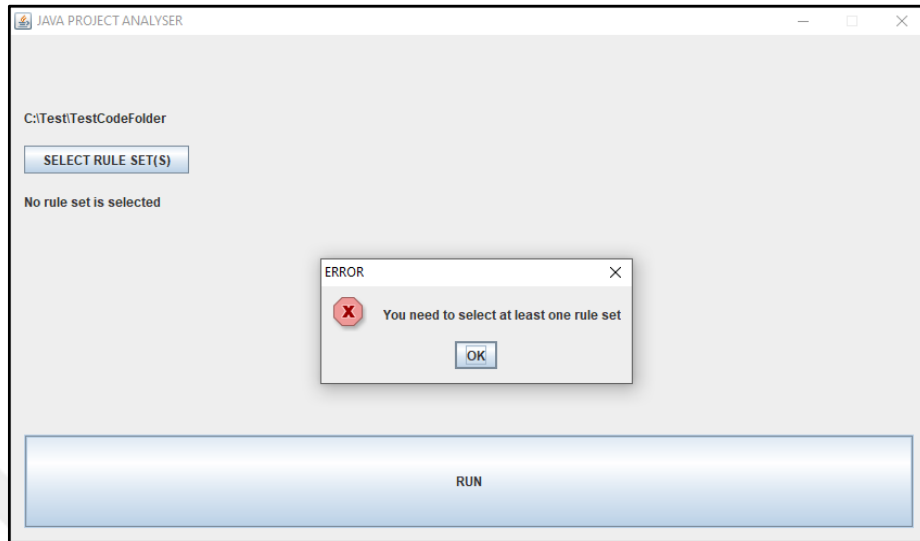 JAVA PROJECT ANALYSER
C:\Test\TestCodeFolder
SELECT RULE SET(S)
No rule set is selected
ERROR
X
You need to select at least one rule set
OK
RUN